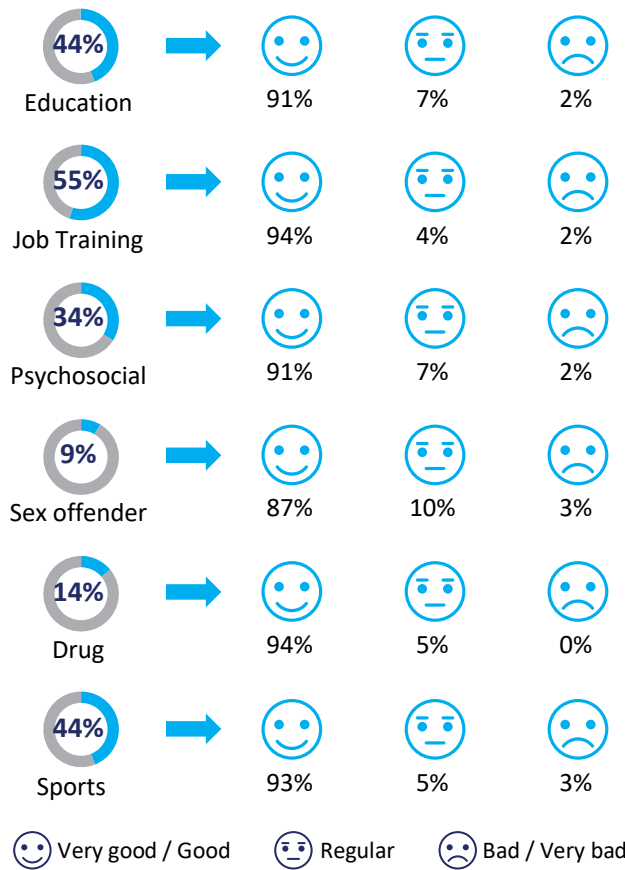 44%
Education
91% 7% 2%
55%
Job Training
94% 4% 2%
34%
Psychosocial
91% 7% 2%
9%
Sex offender
87% 10% 3%
14%
Drug
94% 5% 0%
44%
Sports
93% 5% 3%
Very good / Good Regular Bad / Very bad